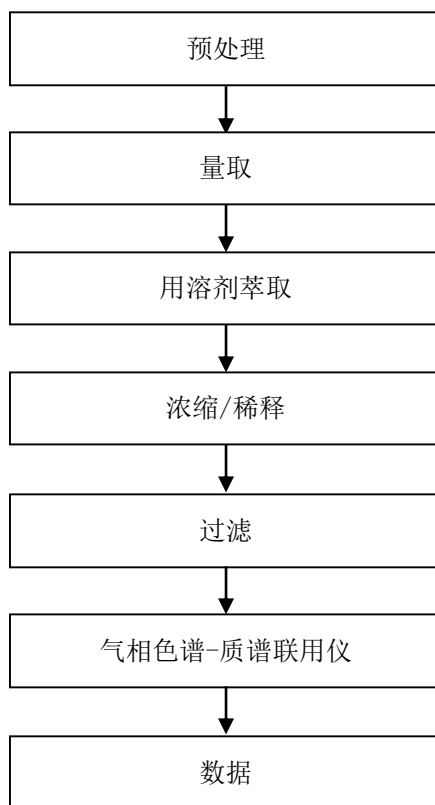 预处理
量取
用溶剂萃取
浓缩/稀释
过滤
气相色谱-质谱联用仪
数据